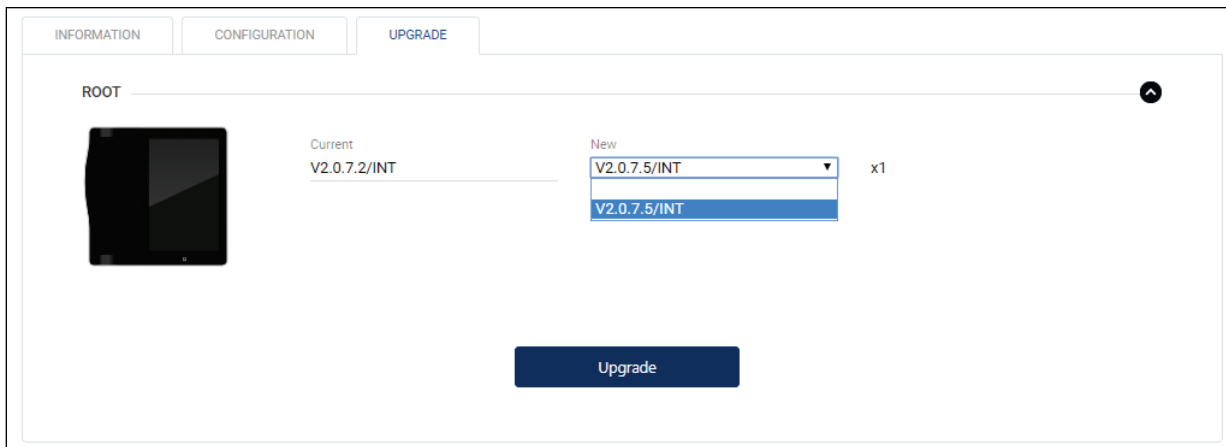 INFORMATION CONFIGURATION UPGRADE
ROOT
Current New
V2.0.7.2/INT V2.0.7.5/INT x1
V2.0.7.5/INT
Upgrade